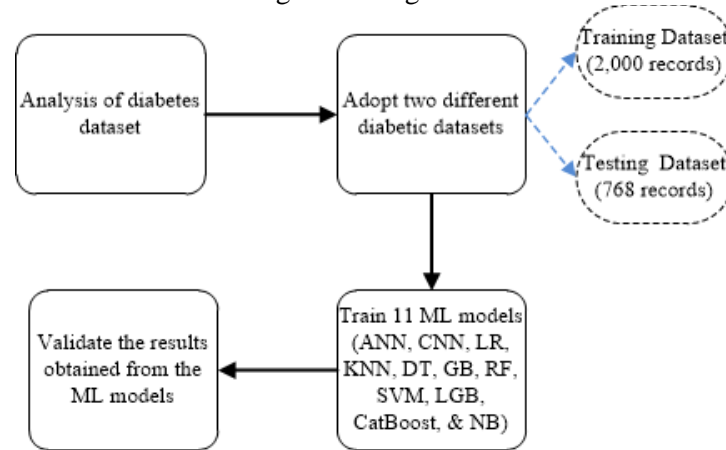 Analysis of diabetes
dataset
Adopt two different
diabetic datasets
Training Dataset
(2,000 records)
Testing Dataset
(768 records)
Validate the results
obtained from the
ML models
Train 11 ML models
(ANN, CNN, LR,
KNN, DT, GB, RF,
SVM, LGB,
CatBoost, & NB)